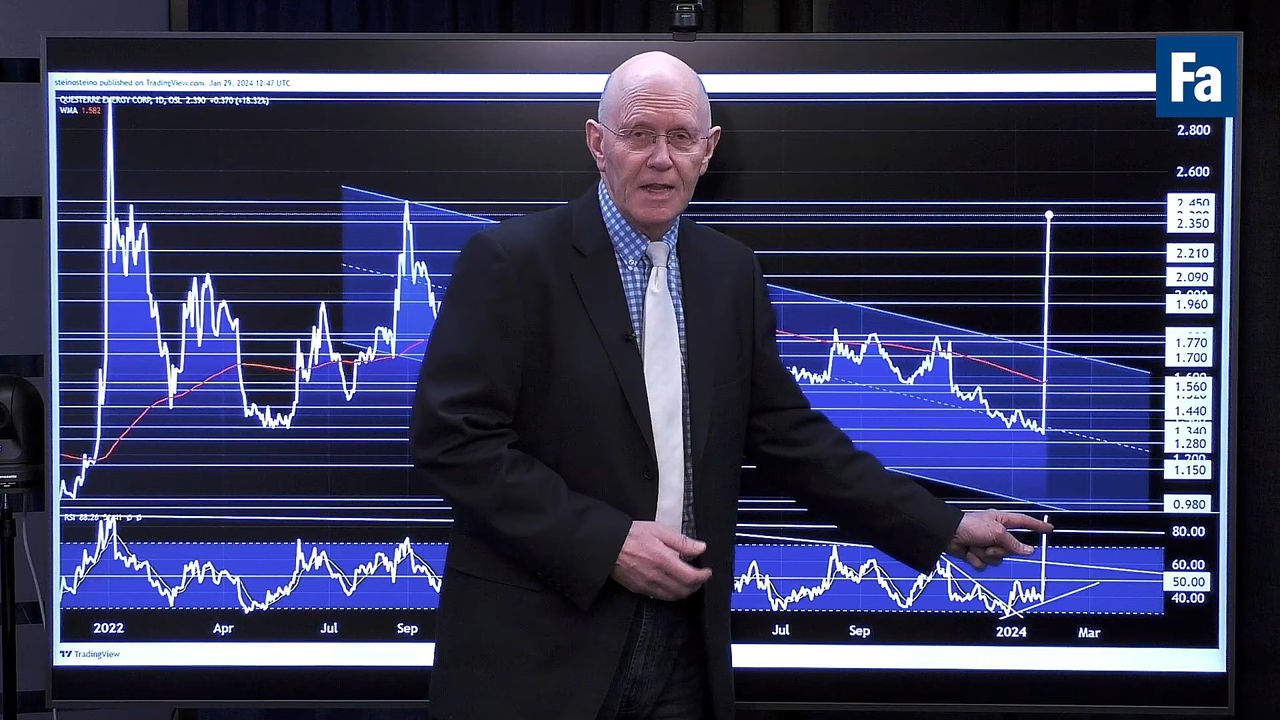 Fa
steinosteino published on TradingView.com, Jan 29, 2024 12:47 UTC
QUESTERRE ENERGY CORP, 1D, OSL 2.390 +0.370 (+18.32%)
WMA 1.582
2.800
2.600
2.450
2.350
2.210
2.090
1.960
1.770
1.700
1.560
1.440
1.340
1.280
1.150
0.980
RSI
80.00
60.00
50.00
40.00
2022 Apr Jul Sep Jul Sep 2024 Mar
TradingView